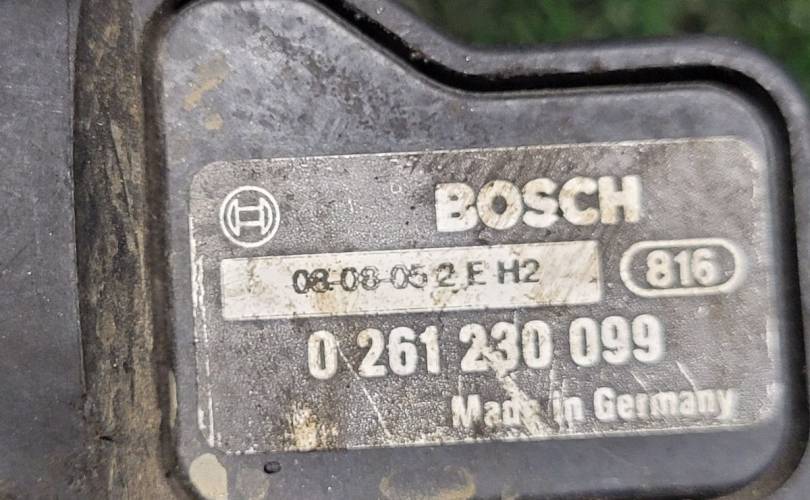 BOSCH
08-08-05 2 E H2
816
0 261 230 099
Made in Germany